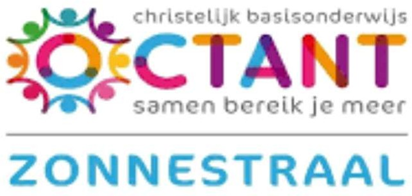 christelijk basisonderwijs
OCTANT
samen bereik je meer
ZONNESTRAAL